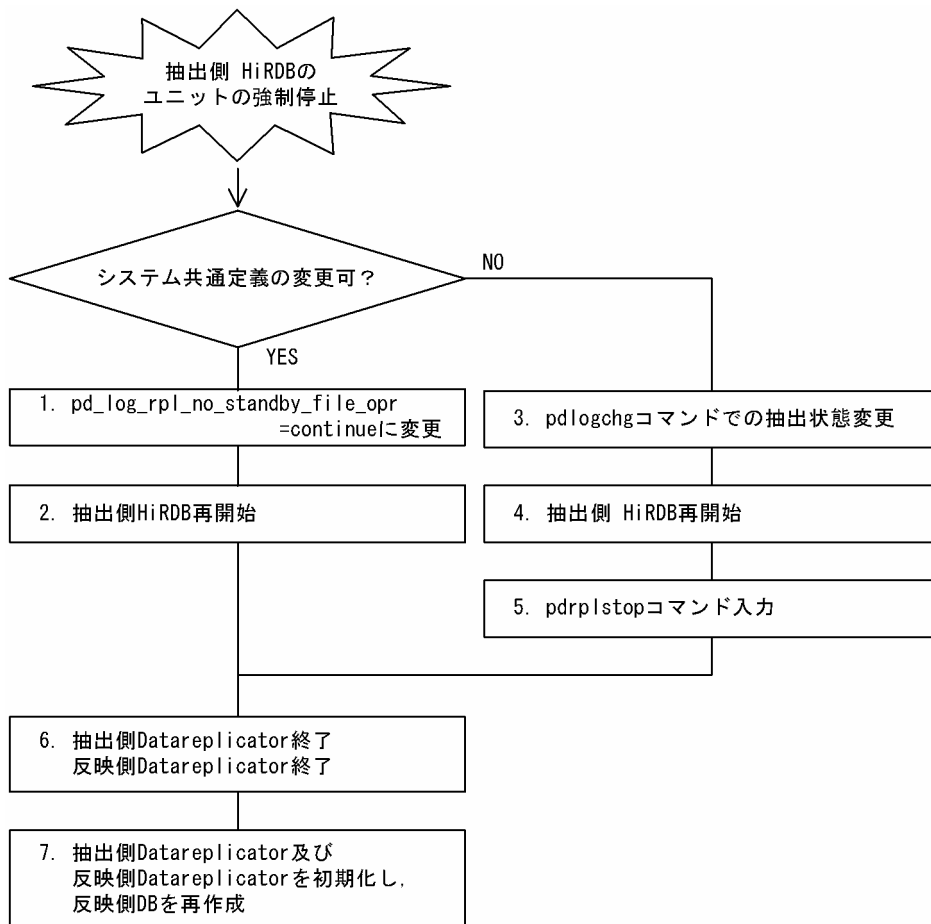 抽出側 HiRDBの
ユニットの強制停止
システム共通定義の変更可？
NO
YES
1. pd_log_rpl_no_standby_file_opr
=continueに変更
2. 抽出側HiRDB再開始
3. pdlogchgコマンドでの抽出状態変更
4. 抽出側 HiRDB再開始
5. pdrplstopコマンド入力
6. 抽出側Datareplicator終了
反映側Datareplicator終了
7. 抽出側Datareplicator及び
反映側Datareplicatorを初期化し，
反映側DBを再作成